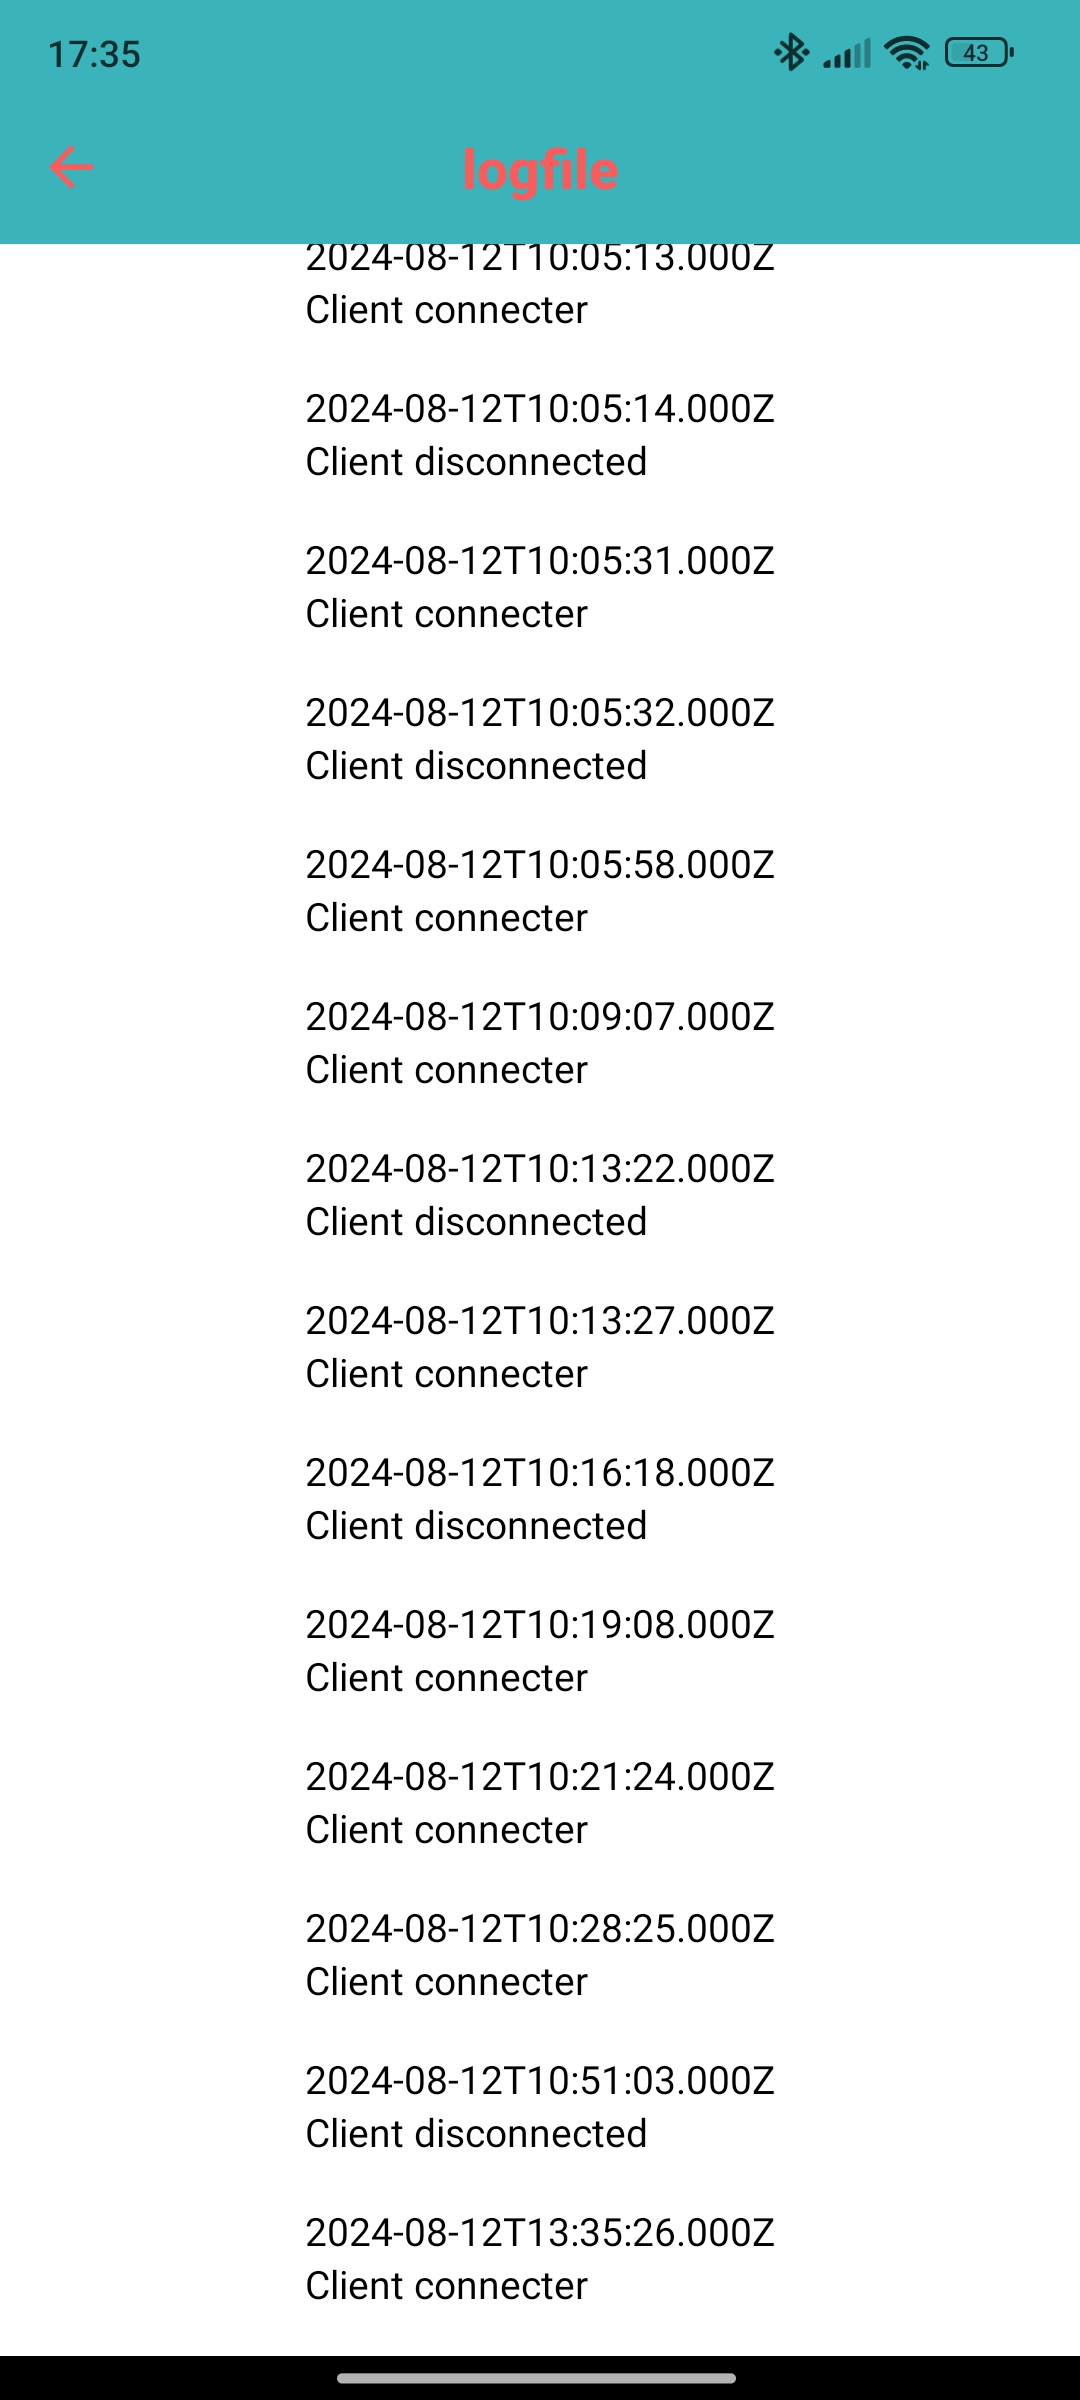 17:35
43
logfile
2024-08-12T10:05:13.000Z
Client connecter
2024-08-12T10:05:14.000Z
Client disconnected
2024-08-12T10:05:31.000Z
Client connecter
2024-08-12T10:05:32.000Z
Client disconnected
2024-08-12T10:05:58.000Z
Client connecter
2024-08-12T10:09:07.000Z
Client connecter
2024-08-12T10:13:22.000Z
Client disconnected
2024-08-12T10:13:27.000Z
Client connecter
2024-08-12T10:16:18.000Z
Client disconnected
2024-08-12T10:19:08.000Z
Client connecter
2024-08-12T10:21:24.000Z
Client connecter
2024-08-12T10:28:25.000Z
Client connecter
2024-08-12T10:51:03.000Z
Client disconnected
2024-08-12T13:35:26.000Z
Client connecter